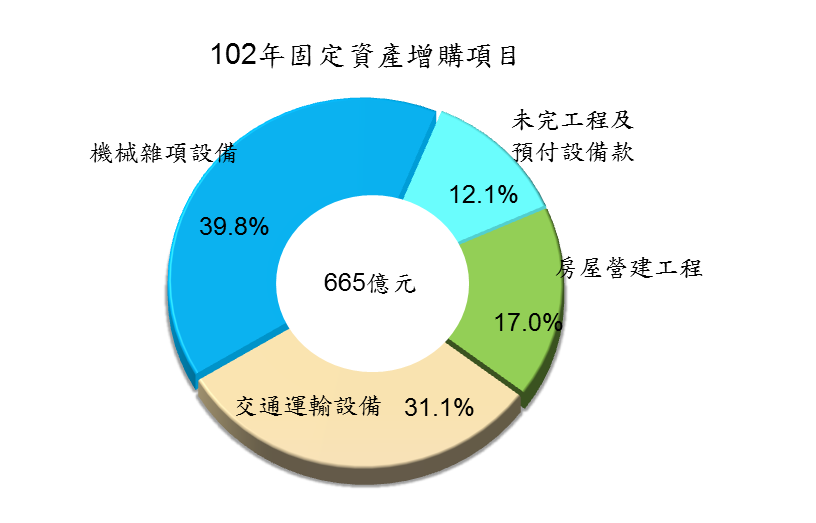 102年固定資產增購項目
未完工程及
預付設備款
機械雜項設備
12.1%
39.8%
房屋營建工程
665億元
17.0%
交通運輸設備 31.1%